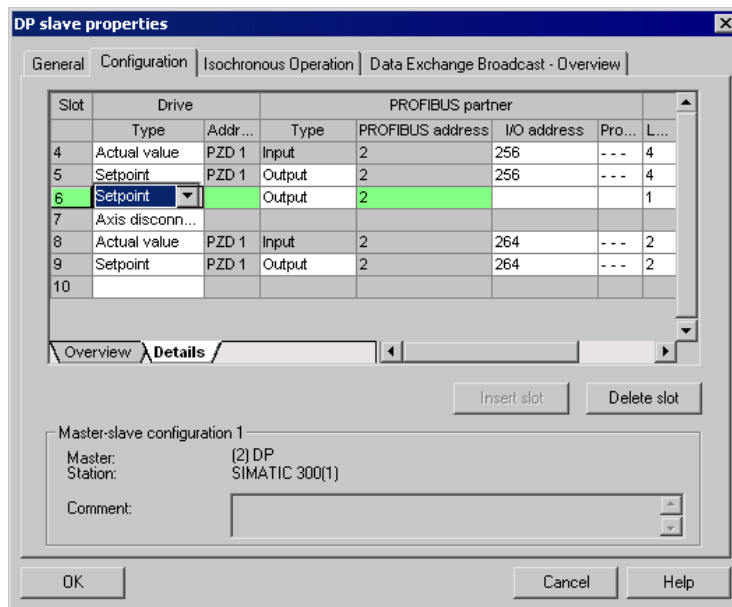 DP slave properties
General Configuration Isochronous Operation Data Exchange Broadcast - Overview
Slot Drive PROFIBUS partner
Type Addr... Type PROFIBUS address I/O address Pro... L...
4 Actual value PZD 1 Input 2 256 - - - 4
5 Setpoint PZD 1 Output 2 256 - - - 4
6 Setpoint Output 2 1
7 Axis disconn...
8 Actual value PZD 1 Input 2 264 - - - 2
9 Setpoint PZD 1 Output 2 264 - - - 2
10
Overview Details
Insert slot Delete slot
Master-slave configuration 1
Master: (2) DP
Station: SIMATIC 300(1)
Comment:
OK Cancel Help